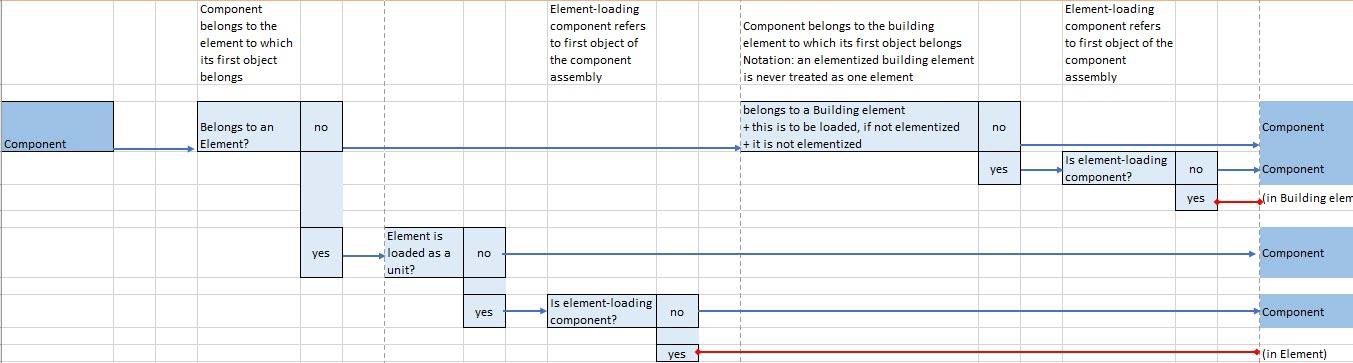 Component
belongs to the
element to which
its first object
belongs
Element-loading
component refers
to first object of
the component
assembly
Component belongs to the building
element to which its first object belongs
Notation: an elementized building element
is never treated as one element
Element-loading
component refers
to first object of the
component
assembly
Component
Belongs to an
Element?
no
belongs to a Building element
+ this is to be loaded, if not elementized
+ it is not elementized
no
Component
yes
Is element-loading
component?
no
Component
yes
(in Building elem
yes
Element is
loaded as a
unit?
no
Component
yes
Is element-loading
component?
no
Component
yes
(in Element)